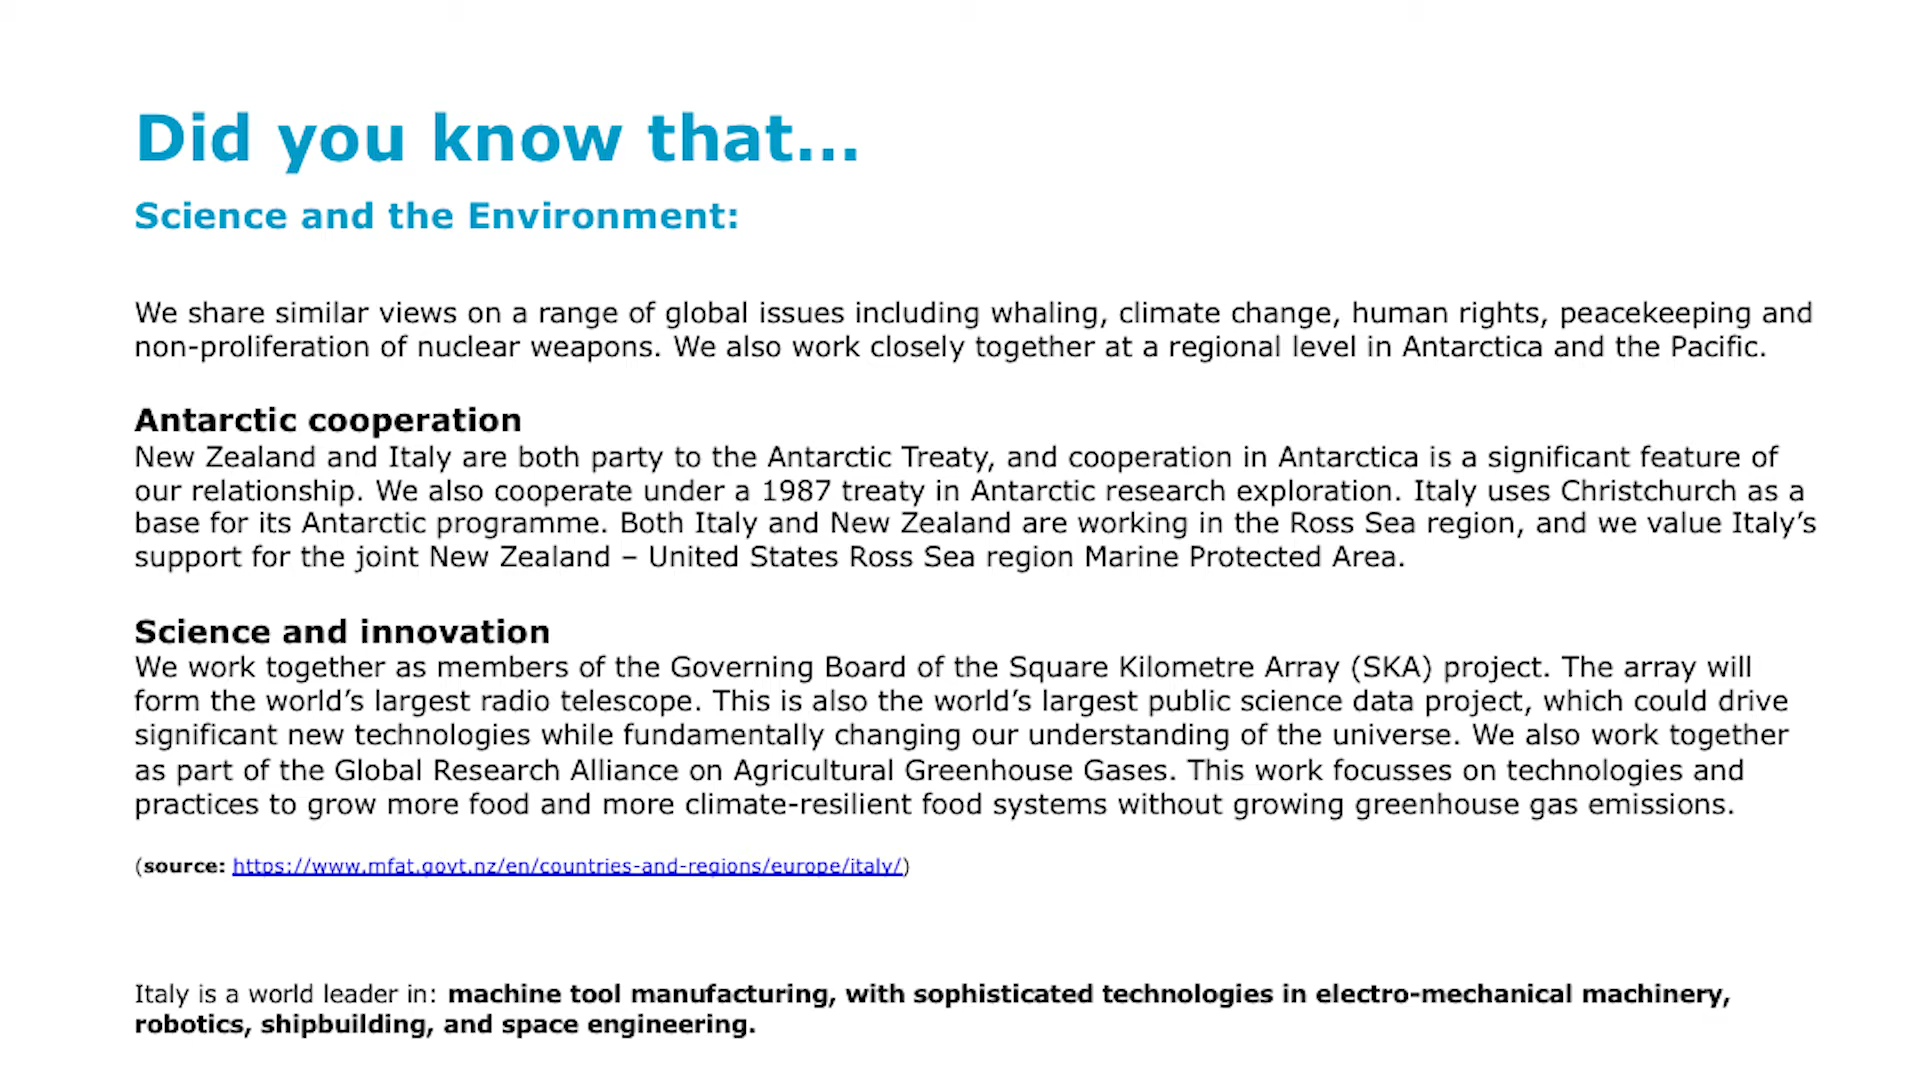 Did you know that...
Science and the Environment:
We share similar views on a range of global issues including whaling, climate change, human rights, peacekeeping and
non-proliferation of nuclear weapons. We also work closely together at a regional level in Antarctica and the Pacific.
Antarctic cooperation
New Zealand and Italy are both party to the Antarctic Treaty, and cooperation in Antarctica is a significant feature of
our relationship. We also cooperate under a 1987 treaty in Antarctic research exploration. Italy uses Christchurch as a
base for its Antarctic programme. Both Italy and New Zealand are working in the Ross Sea region, and we value Italy’s
support for the joint New Zealand – United States Ross Sea region Marine Protected Area.
Science and innovation
We work together as members of the Governing Board of the Square Kilometre Array (SKA) project. The array will
form the world’s largest radio telescope. This is also the world’s largest public science data project, which could drive
significant new technologies while fundamentally changing our understanding of the universe. We also work together
as part of the Global Research Alliance on Agricultural Greenhouse Gases. This work focusses on technologies and
practices to grow more food and more climate-resilient food systems without growing greenhouse gas emissions.
(source: https://www.mfat.govt.nz/en/countries-and-regions/europe/italy/)
Italy is a world leader in: machine tool manufacturing, with sophisticated technologies in electro-mechanical machinery,
robotics, shipbuilding, and space engineering.